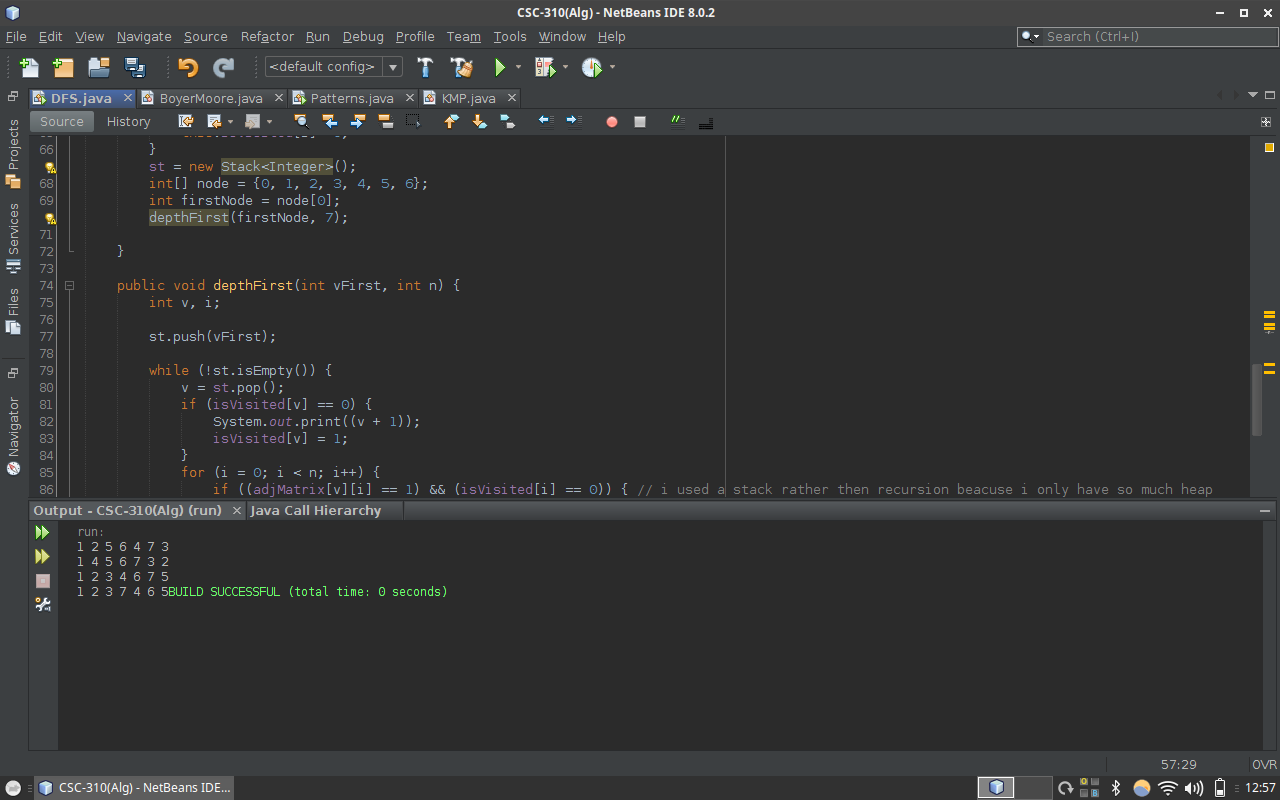 CSC-310(Alg) - NetBeans IDE 8.0.2
File Edit View Navigate Source Refactor Run Debug Profile Team Tools Window Help
Search (Ctrl+I)
<default config>
DFS.java BoyerMoore.java Patterns.java KMP.java
Source History
Projects
Services
Files
Navigator
66 }
st = new Stack<Integer>();
68 int[] node = {0, 1, 2, 3, 4, 5, 6};
69 int firstNode = node[0];
depthFirst(firstNode, 7);
71
72 }
73
74 public void depthFirst(int vFirst, int n) {
75 int v, i;
76
77 st.push(vFirst);
78
79 while (!st.isEmpty()) {
80 v = st.pop();
81 if (isVisited[v] == 0) {
82 System.out.print((v + 1));
83 isVisited[v] = 1;
84 }
85 for (i = 0; i < n; i++) {
86 if ((adjMatrix[v][i] == 1) && (isVisited[i] == 0)) { // i used a stack rather then recursion beacuse i only have so much heap
Output - CSC-310(Alg) (run) Java Call Hierarchy
run:
1 2 5 6 4 7 3
1 4 5 6 7 3 2
1 2 3 4 6 7 5
1 2 3 7 4 6 5BUILD SUCCESSFUL (total time: 0 seconds)
57:29 OVR
CSC-310(Alg) - NetBeans IDE...
12:57